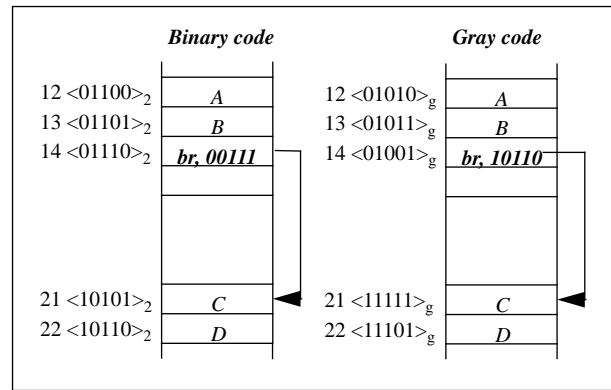 Binary code Gray code
12 <01100>2 A 12 <01010>g A
13 <01101>2 B 13 <01011>g B
14 <01110>2 br, 00111 14 <01001>g br, 10110
21 <10101>2 C 21 <11111>g C
22 <10110>2 D 22 <11101>g D